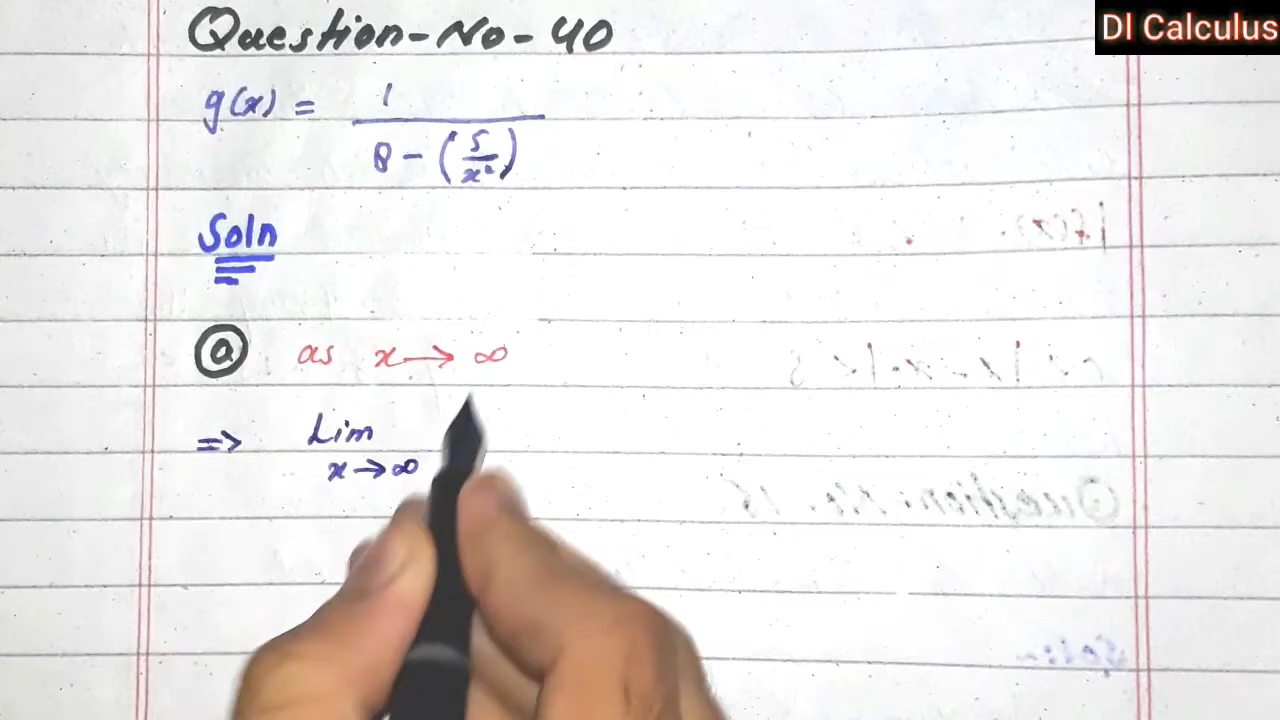 DI Calculus
Question-No-40
g(x) = 1 / 8 - (5/x²)
Soln
ⓐ as x → ∞
=> Lim
x → ∞